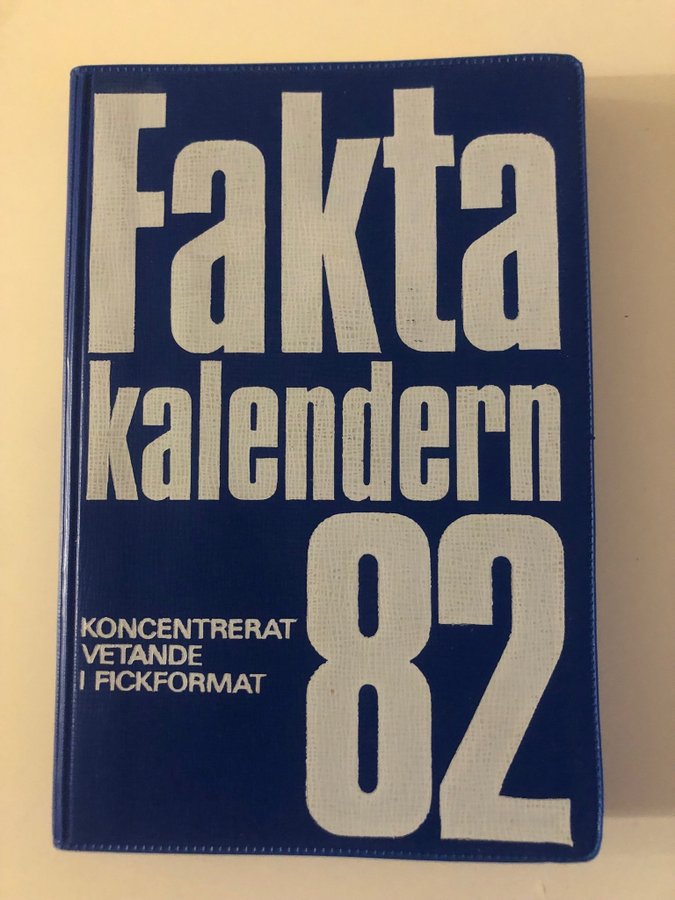 Fakta
kalendern
82
KONCENTRERAT
VETANDE
I FICKFORMAT